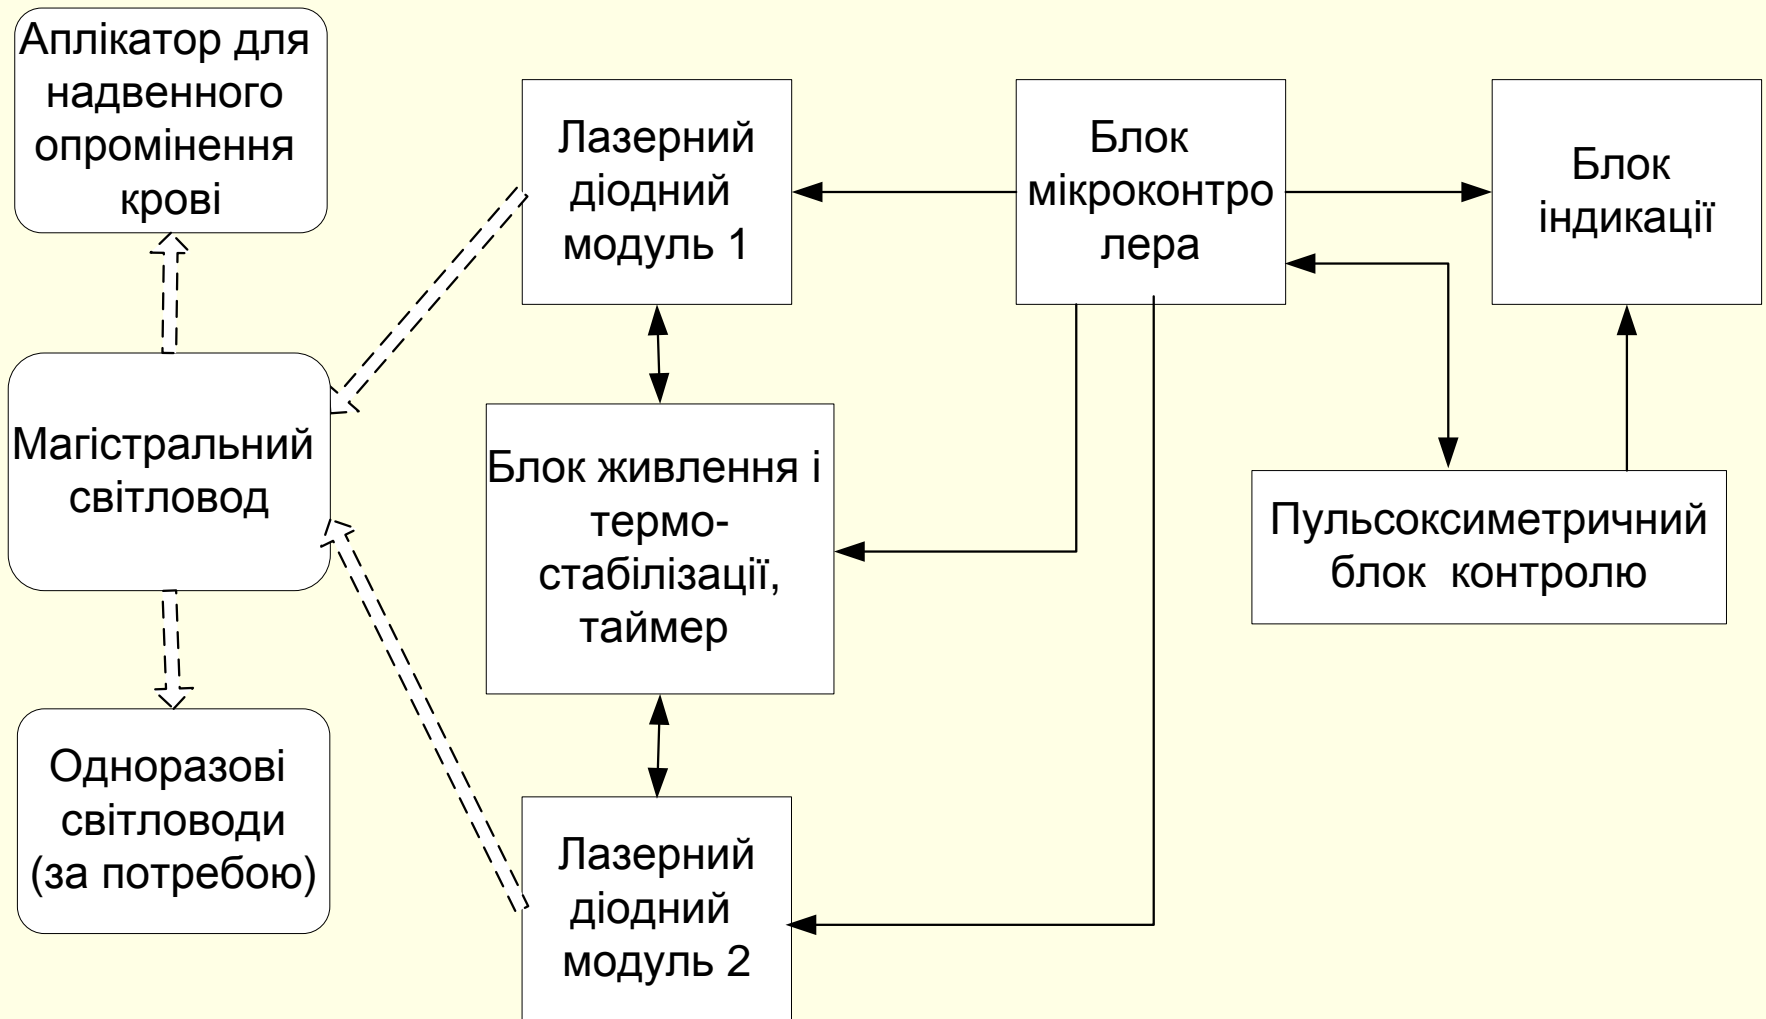 Аплікатор для
надвенного
опромінення
крові
Лазерний
діодний
модуль 1
Блок
мікроконтро
лера
Блок
індикації
Магістральний
світловод
Блок живлення і
термо-
стабілізації,
таймер
Пульсоксиметричний
блок контролю
Одноразові
світловоди
(за потребою)
Лазерний
діодний
модуль 2